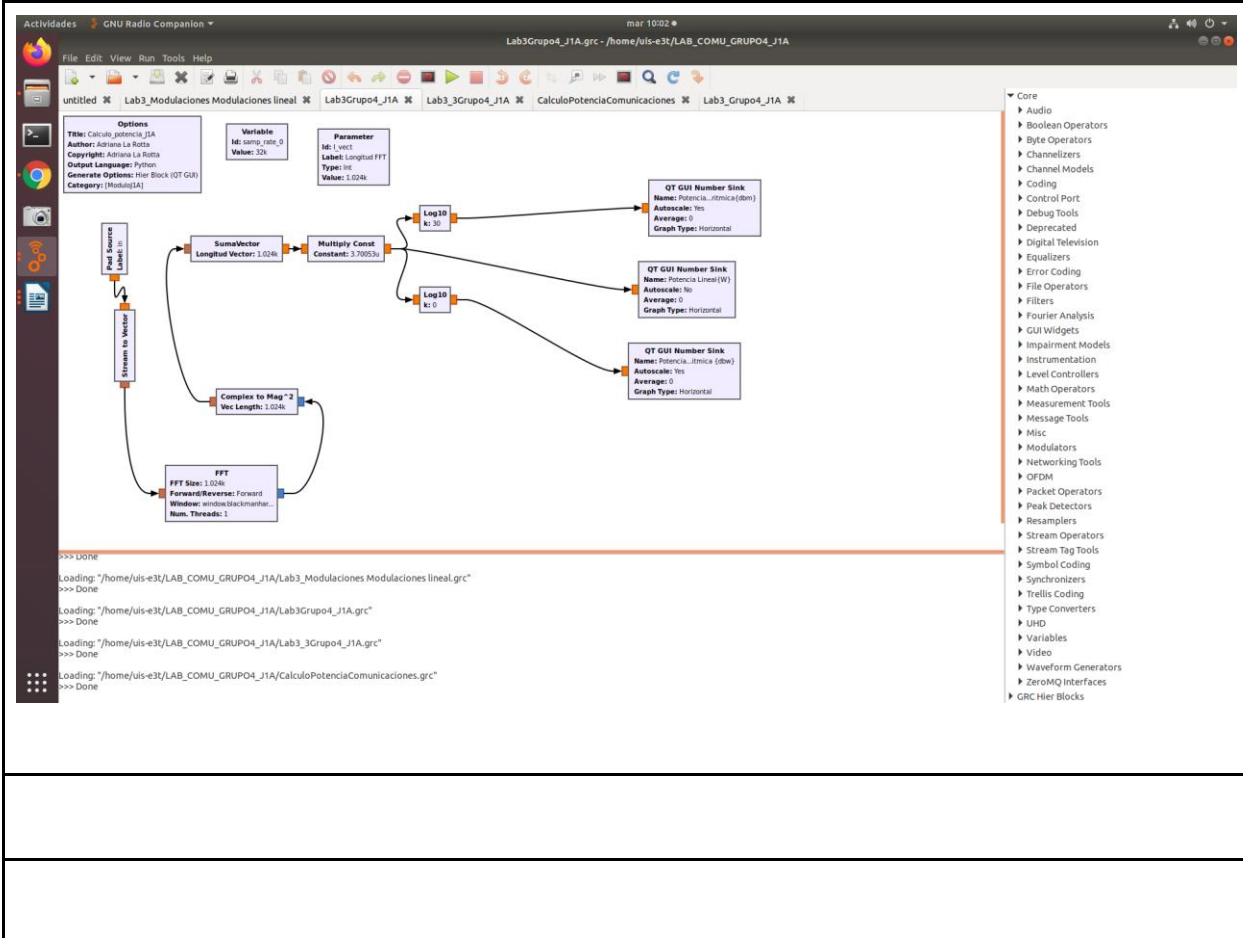 Actividades GNU Radio Companion mar 10:02
Lab3Grupo4_J1A.grc - /home/uis-e3t/LAB_COMU_GRUPO4_J1A
File Edit View Run Tools Help
untitled Lab3_Modulaciones Modulaciones lineal Lab3Grupo4_J1A Lab3_3Grupo4_J1A CalculoPotenciaComunicaciones Lab3_Grupo4_J1A
Options
Title: Calculo_potencia_J1A
Author: Adriana La Rotta
Copyright: Adriana La Rotta
Output Language: Python
Generate Options: Hier Block (QT GUI)
Category: [ModuloJ1A]
Variable
Id: samp_rate_0
Value: 32k
Parameter
Id: l_vect
Label: Longitud FFT
Type: Int
Value: 1.024k
Pad Source
Label: in
Stream to Vector
SumaVector
Longitud Vector: 1.024k
Multiply Const
Constant: 3.70053u
Log10
k: 30
Log10
k: 0
QT GUI Number Sink
Name: Potencia...ritmica{dbm}
Autoscale: Yes
Average: 0
Graph Type: Horizontal
QT GUI Number Sink
Name: Potencia Lineal{W}
Autoscale: No
Average: 0
Graph Type: Horizontal
QT GUI Number Sink
Name: Potencia...itmica {dbw}
Autoscale: Yes
Average: 0
Graph Type: Horizontal
Complex to Mag^2
Vec Length: 1.024k
FFT
FFT Size: 1.024k
Forward/Reverse: Forward
Window: window.blackmanhar...
Num. Threads: 1
>>> Done
Loading: "/home/uis-e3t/LAB_COMU_GRUPO4_J1A/Lab3_Modulaciones Modulaciones lineal.grc"
>>> Done
Loading: "/home/uis-e3t/LAB_COMU_GRUPO4_J1A/Lab3Grupo4_J1A.grc"
>>> Done
Loading: "/home/uis-e3t/LAB_COMU_GRUPO4_J1A/Lab3_3Grupo4_J1A.grc"
>>> Done
Loading: "/home/uis-e3t/LAB_COMU_GRUPO4_J1A/CalculoPotenciaComunicaciones.grc"
>>> Done
Core
Audio
Boolean Operators
Byte Operators
Channelizers
Channel Models
Coding
Control Port
Debug Tools
Deprecated
Digital Television
Equalizers
Error Coding
File Operators
Filters
Fourier Analysis
GUI Widgets
Impairment Models
Instrumentation
Level Controllers
Math Operators
Measurement Tools
Message Tools
Misc
Modulators
Networking Tools
OFDM
Packet Operators
Peak Detectors
Resamplers
Stream Operators
Stream Tag Tools
Symbol Coding
Synchronizers
Trellis Coding
Type Converters
UHD
Variables
Video
Waveform Generators
ZeroMQ Interfaces
GRC Hier Blocks